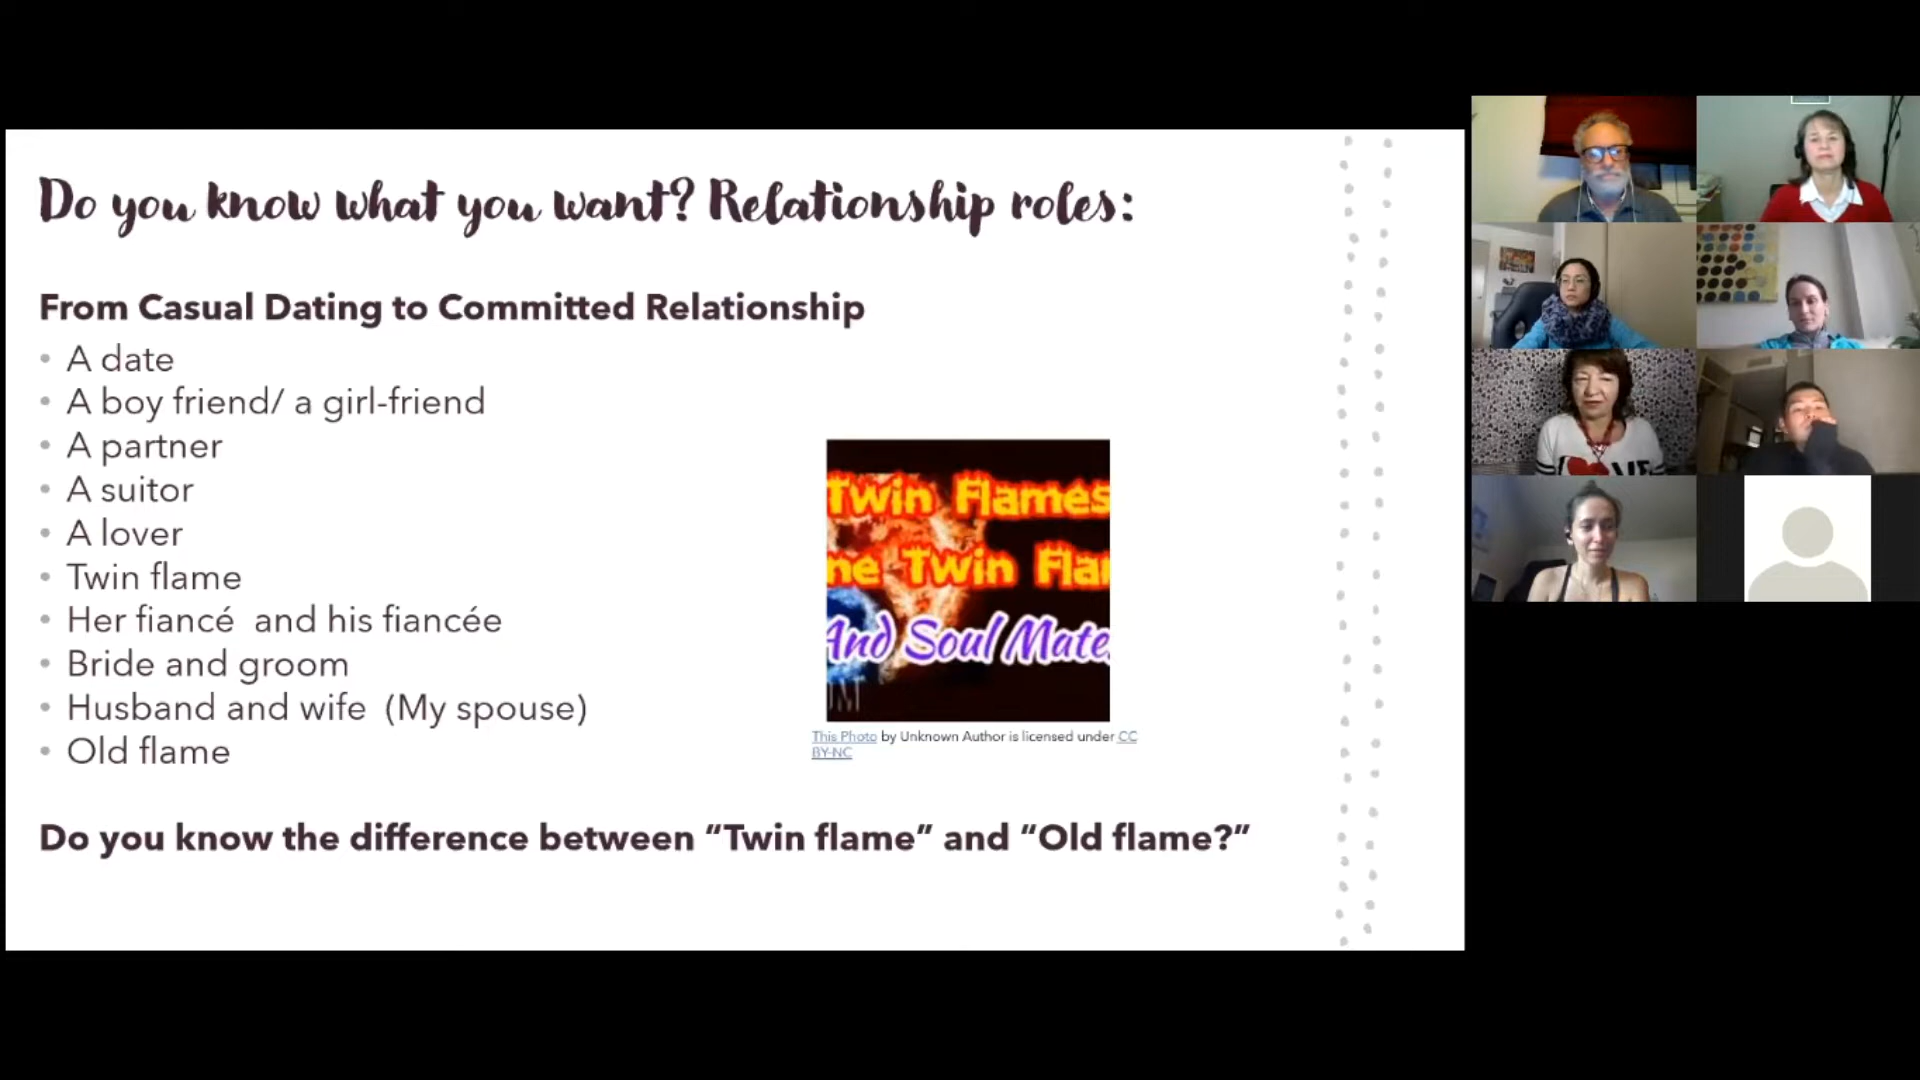 Do you know what you want? Relationship roles:
From Casual Dating to Committed Relationship
• A date
• A boy friend/ a girl-friend
• A partner
• A suitor
• A lover
• Twin flame
• Her fiancé and his fiancée
• Bride and groom
• Husband and wife (My spouse)
• Old flame
Twin Flames
Twin
And Soul Mate
This Photo by Unknown Author is licensed under CC
BY-NC
Do you know the difference between “Twin flame” and “Old flame?”